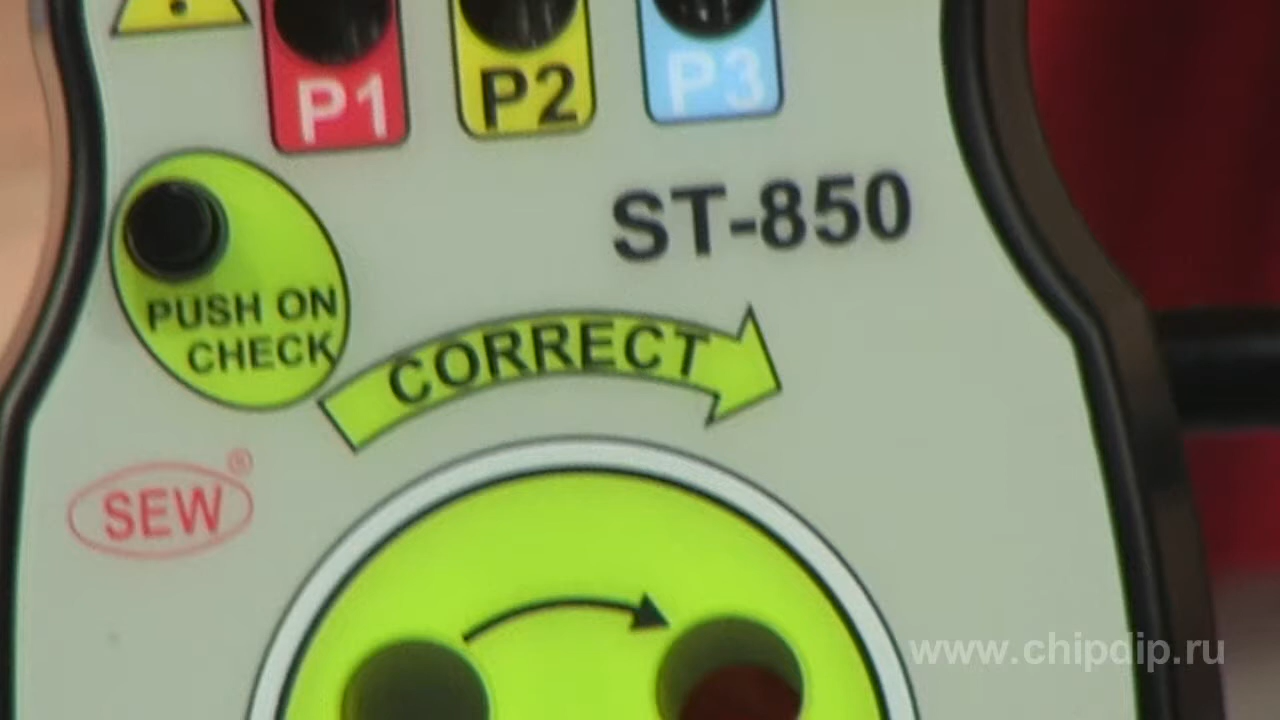 P1 P2 P3
ST-850
PUSH ON
CHECK
CORRECT
SEW®
www.chipdip.ru